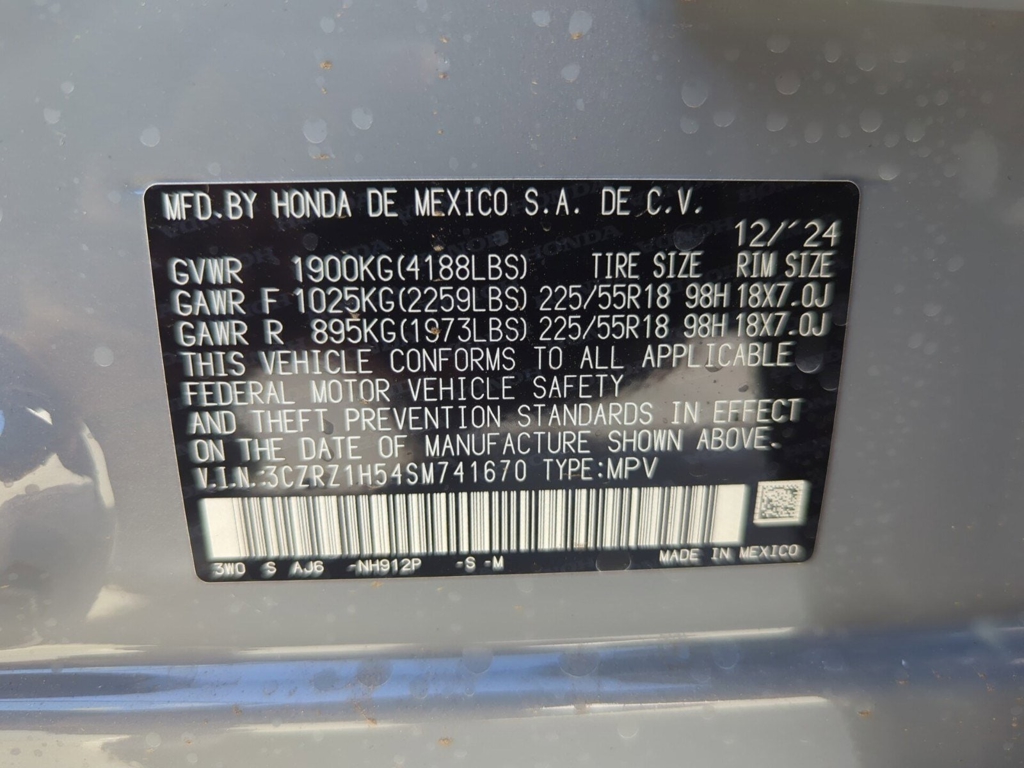 MFD.BY HONDA DE MEXICO S.A. DE C.V.
12/'24
GVWR 1900KG(4188LBS) TIRE SIZE RIM SIZE
GAWR F 1025KG(2259LBS) 225/55R18 98H 18X7.0J
GAWR R 895KG(1973LBS) 225/55R18 98H 18X7.0J
THIS VEHICLE CONFORMS TO ALL APPLICABLE
FEDERAL MOTOR VEHICLE SAFETY
AND THEFT PREVENTION STANDARDS IN EFFECT
ON THE DATE OF MANUFACTURE SHOWN ABOVE.
V.I.N.:3CZRZ1H54SM741670 TYPE:MPV
3W0 S AJ6 -NH912P -S -M MADE IN MEXICO